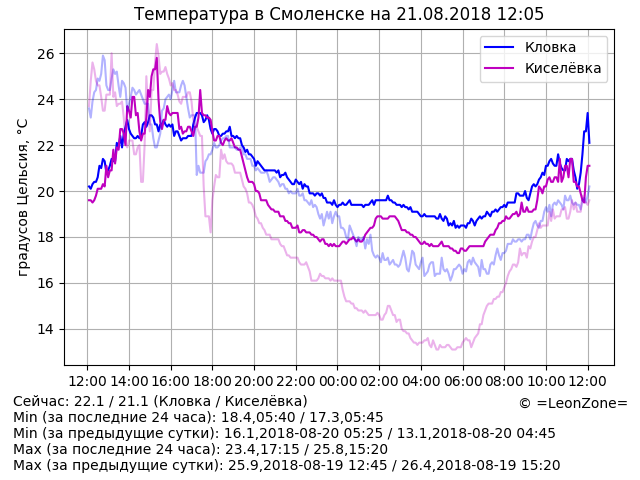 Температура в Смоленске на 21.08.2018 12:05
Кловка
Киселёвка
градусов Цельсия, °C
26
24
22
20
18
16
14
12:00 14:00 16:00 18:00 20:00 22:00 00:00 02:00 04:00 06:00 08:00 10:00 12:00
Сейчас: 22.1 / 21.1 (Кловка / Киселёвка)
© =LeonZone=
Min (за последние 24 часа): 18.4,05:40 / 17.3,05:45
Min (за предыдущие сутки): 16.1,2018-08-20 05:25 / 13.1,2018-08-20 04:45
Max (за последние 24 часа): 23.4,17:15 / 25.8,15:20
Max (за предыдущие сутки): 25.9,2018-08-19 12:45 / 26.4,2018-08-19 15:20